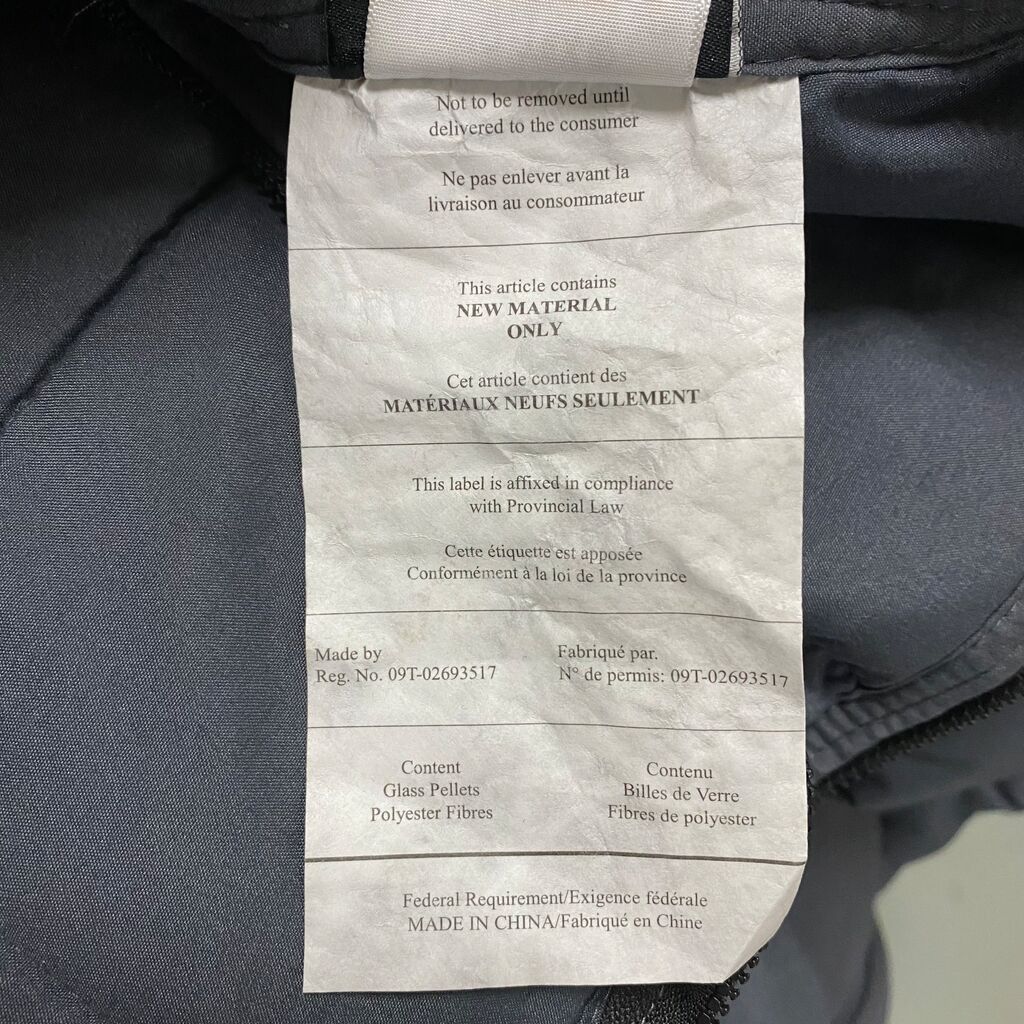 Not to be removed until
delivered to the consumer
Ne pas enlever avant la
livraison au consommateur
This article contains
NEW MATERIAL
ONLY
Cet article contient des
MATÉRIAUX NEUFS SEULEMENT
This label is affixed in compliance
with Provincial Law
Cette étiquette est apposée
Conformément à la loi de la province
Made by
Reg. No. 09T-02693517
Fabriqué par.
N° de permis: 09T-02693517
Content
Glass Pellets
Polyester Fibres
Contenu
Billes de Verre
Fibres de polyester
Federal Requirement/Exigence fédérale
MADE IN CHINA/Fabriqué en Chine